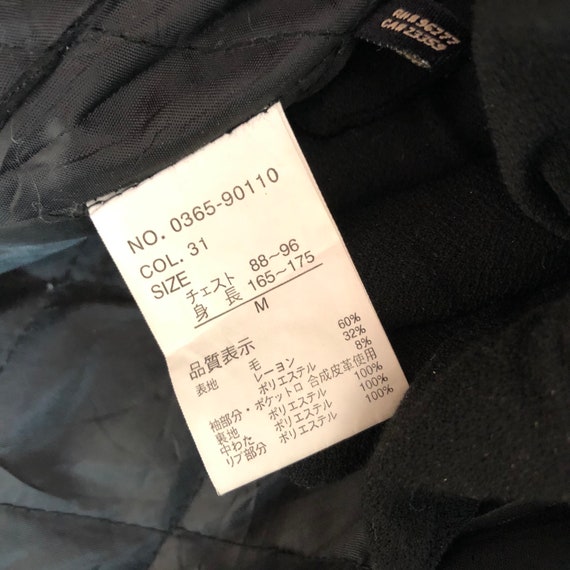 RN# 96277
CA# 23353
NO. 0365-90110
COL. 31
SIZE
チェスト 88~96
身 長 165~175
M
品質表示
表地 毛 60%
レーヨン 32%
ポリエステル 8%
袖部分・ポケット口 合成皮革使用
裏地 ポリエステル 100%
中わた ポリエステル 100%
リブ部分 ポリエステル 100%